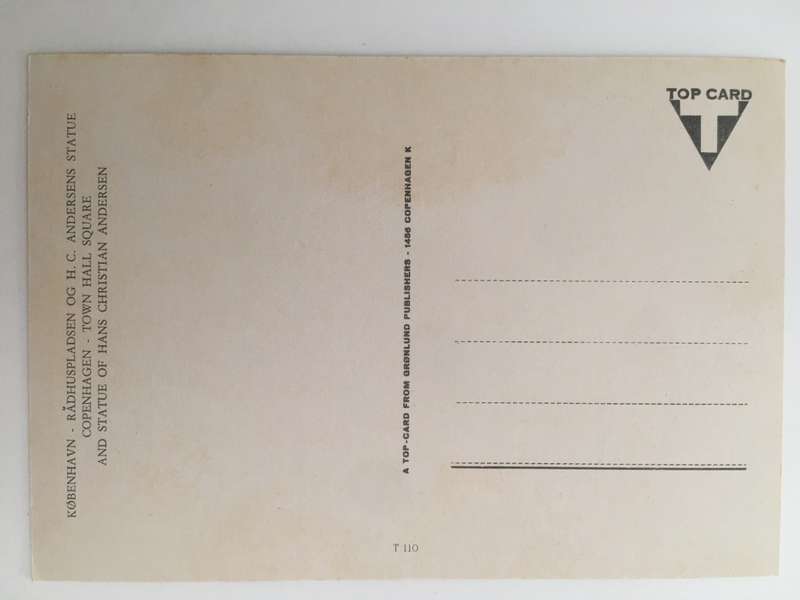 KØBENHAVN - RÅDHUSPLADSEN OG H. C. ANDERSENS STATUE
COPENHAGEN - TOWN HALL SQUARE
AND STATUE OF HANS CHRISTIAN ANDERSEN
A TOP-CARD FROM GRØNLUND PUBLISHERS - 1486 COPENHAGEN K
TOP CARD
T
T 110